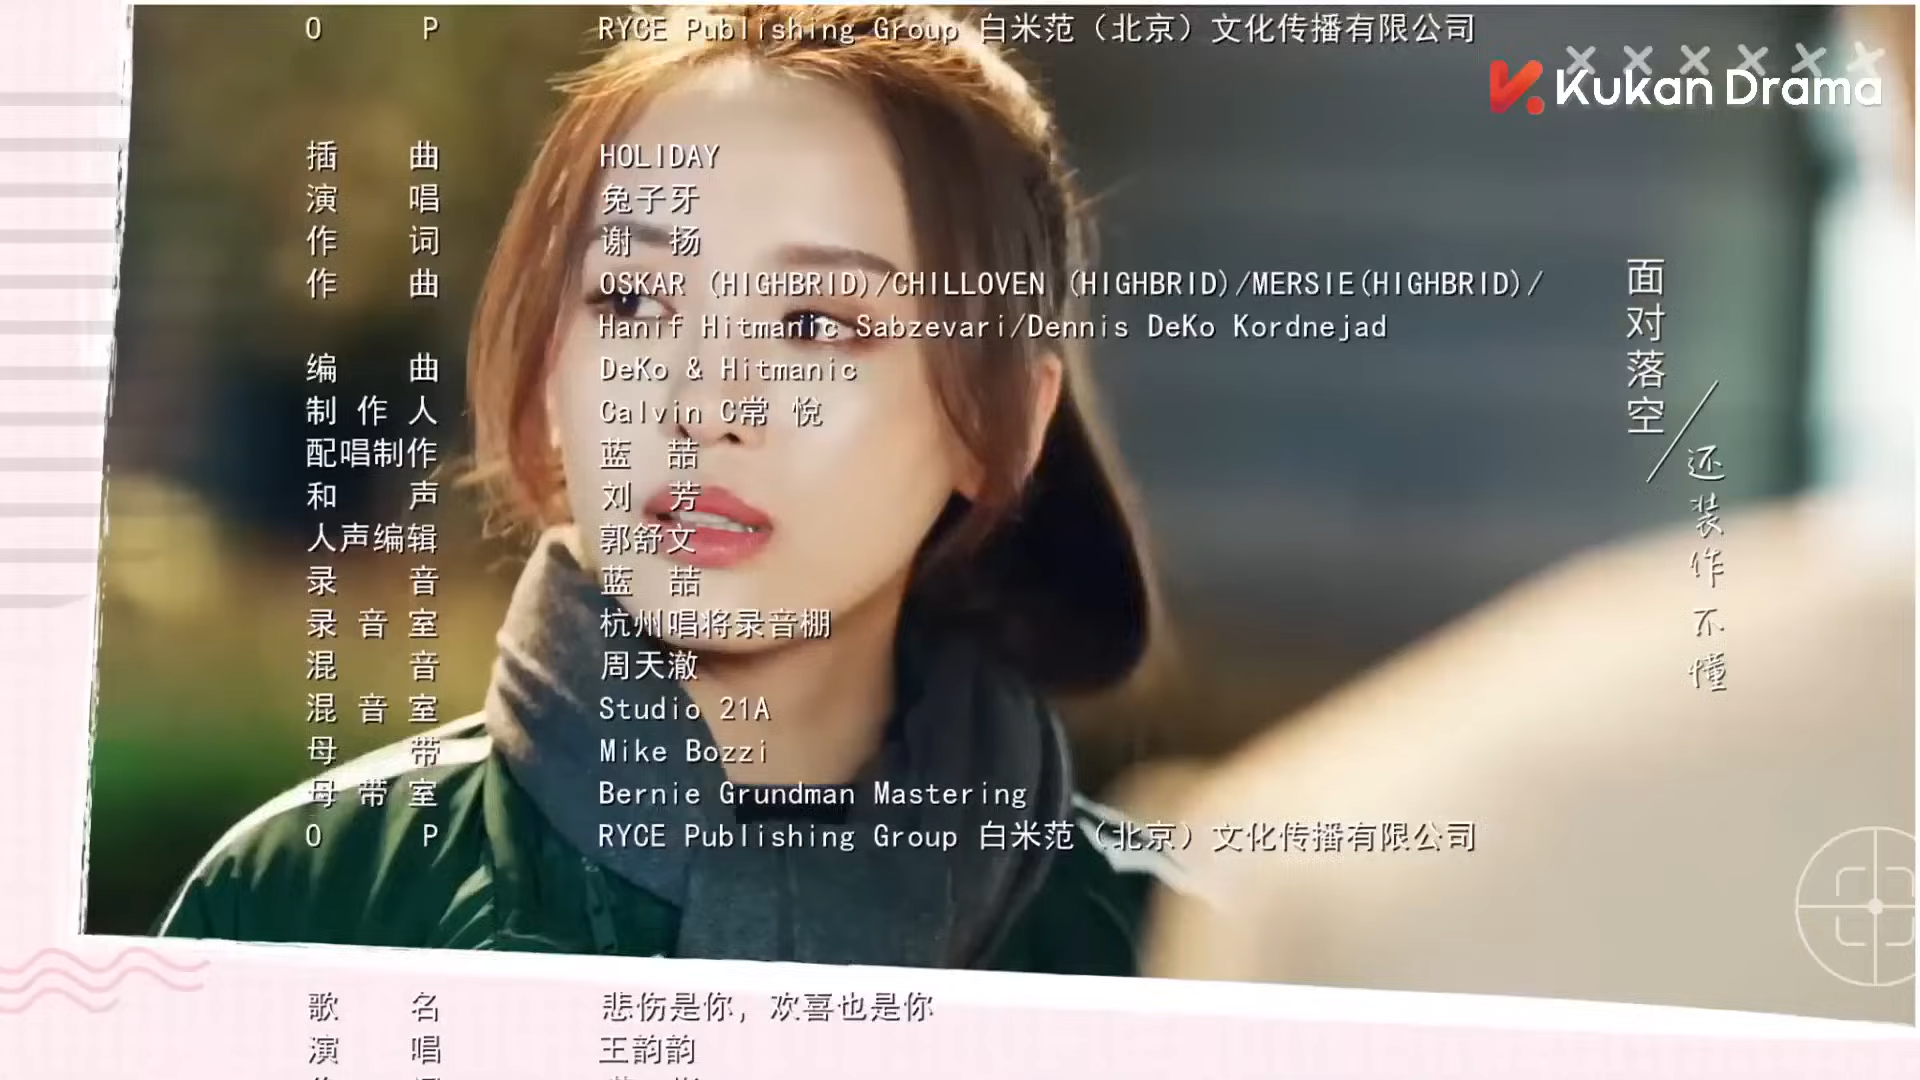 O P RYCE Publishing Group 白米范（北京）文化传播有限公司
Kukan Drama
插曲 HOLIDAY
演唱 兔子牙
作词 谢 扬
作曲 OSKAR (HIGHBRID)/CHILLOVEN (HIGHBRID)/MERSIE(HIGHBRID)/
Hanif Hitmanic Sabzevari/Dennis DeKo Kordnejad
编曲 DeKo & Hitmanic
制作人 Calvin C常 悦
配唱制作 蓝 喆
和声 刘 芳
人声编辑 郭舒文
录音 蓝 喆
录音室 杭州唱将录音棚
混音 周天澈
混音室 Studio 21A
母带 Mike Bozzi
母带室 Bernie Grundman Mastering
O P RYCE Publishing Group 白米范（北京）文化传播有限公司
面对落空
还装作不懂
歌名 悲伤是你，欢喜也是你
演唱 王韵韵